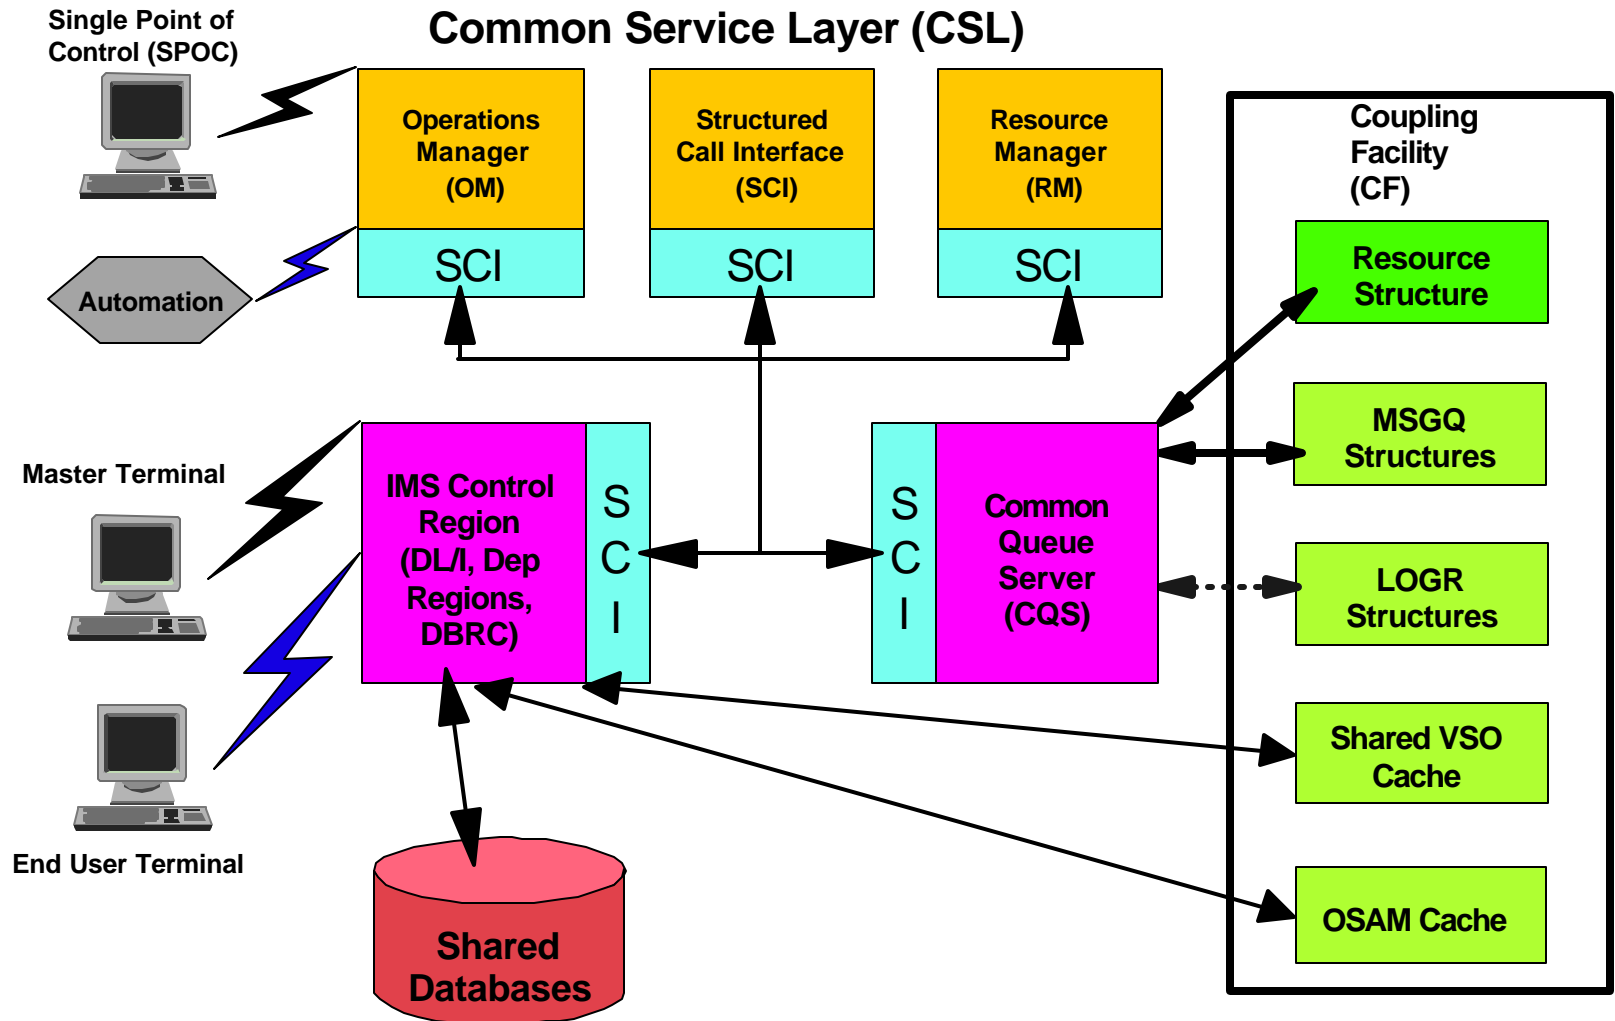 Single Point of
Control (SPOC)
Common Service Layer (CSL)
Operations
Manager
(OM)
SCI
Structured
Call Interface
(SCI)
SCI
Resource
Manager
(RM)
SCI
Automation
Coupling
Facility
(CF)
Resource
Structure
MSGQ
Structures
LOGR
Structures
Shared VSO
Cache
OSAM Cache
Master Terminal
End User Terminal
IMS Control
Region
(DL/I, Dep
Regions,
DBRC)
S
C
I
S
C
I
Common
Queue
Server
(CQS)
Shared
Databases